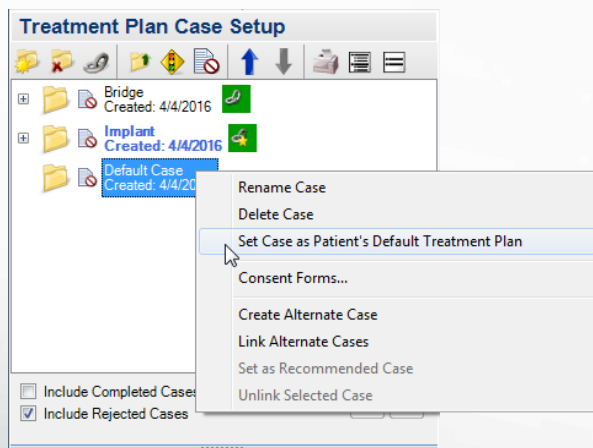 Treatment Plan Case Setup
Bridge
Created: 4/4/2016
Implant
Created: 4/4/2016
Default Case
Created: 4/4/20
Rename Case
Delete Case
Set Case as Patient's Default Treatment Plan
Consent Forms...
Create Alternate Case
Link Alternate Cases
Set as Recommended Case
Unlink Selected Case
Include Completed Cases
Include Rejected Cases